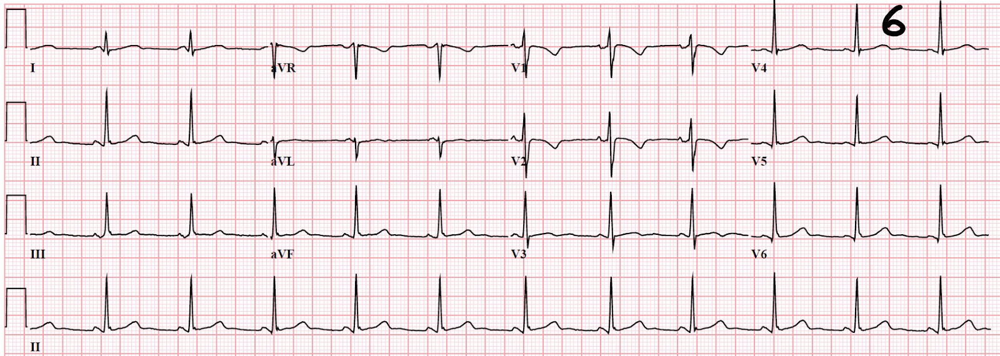 6
I aVR V1 V4
II aVL V2 V5
III aVF V3 V6
II